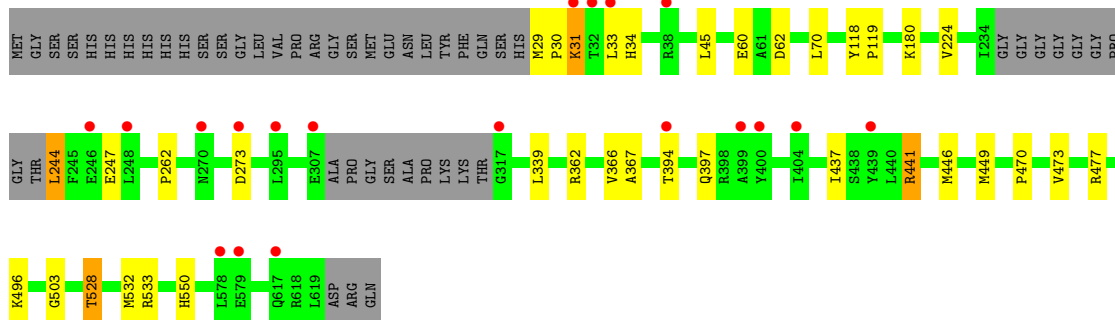 MET GLY SER SER HIS HIS HIS HIS HIS HIS SER SER GLY LEU VAL PRO ARG GLY SER MET GLU ASN LEU TYR PHE GLN SER HIS M29 P30 K31 T32 L33 H34 R38 L45 E60 A61 D62 L70 Y118 P119 K180 V224 I234 GLY GLY GLY GLY GLY GLY PRO
GLY THR L244 F245 E246 E247 L248 P262 N270 D273 L295 E307 ALA PRO GLY SER ALA PRO LYS LYS THR G317 L339 R362 V366 A367 T394 Q397 R398 A399 Y400 I404 I437 S438 Y439 L440 R441 M446 M449 P470 V473 R477
K496 G503 T528 M532 R533 H550 L578 E579 Q617 R618 L619 ASP ARG GLN